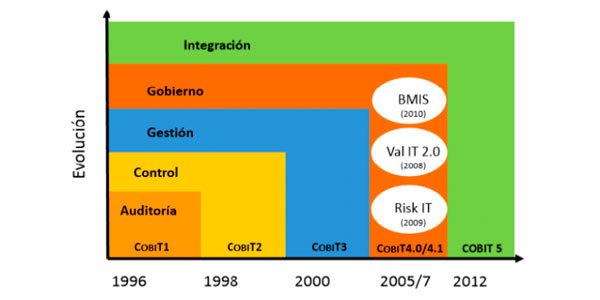 Evolución
Integración
Gobierno
Gestión
Control
Auditoría
BMIS
(2010)
Val IT 2.0
(2008)
Risk IT
(2009)
COBIT1
COBIT2
COBIT3
COBIT4.0/4.1
COBIT 5
1996
1998
2000
2005/7
2012